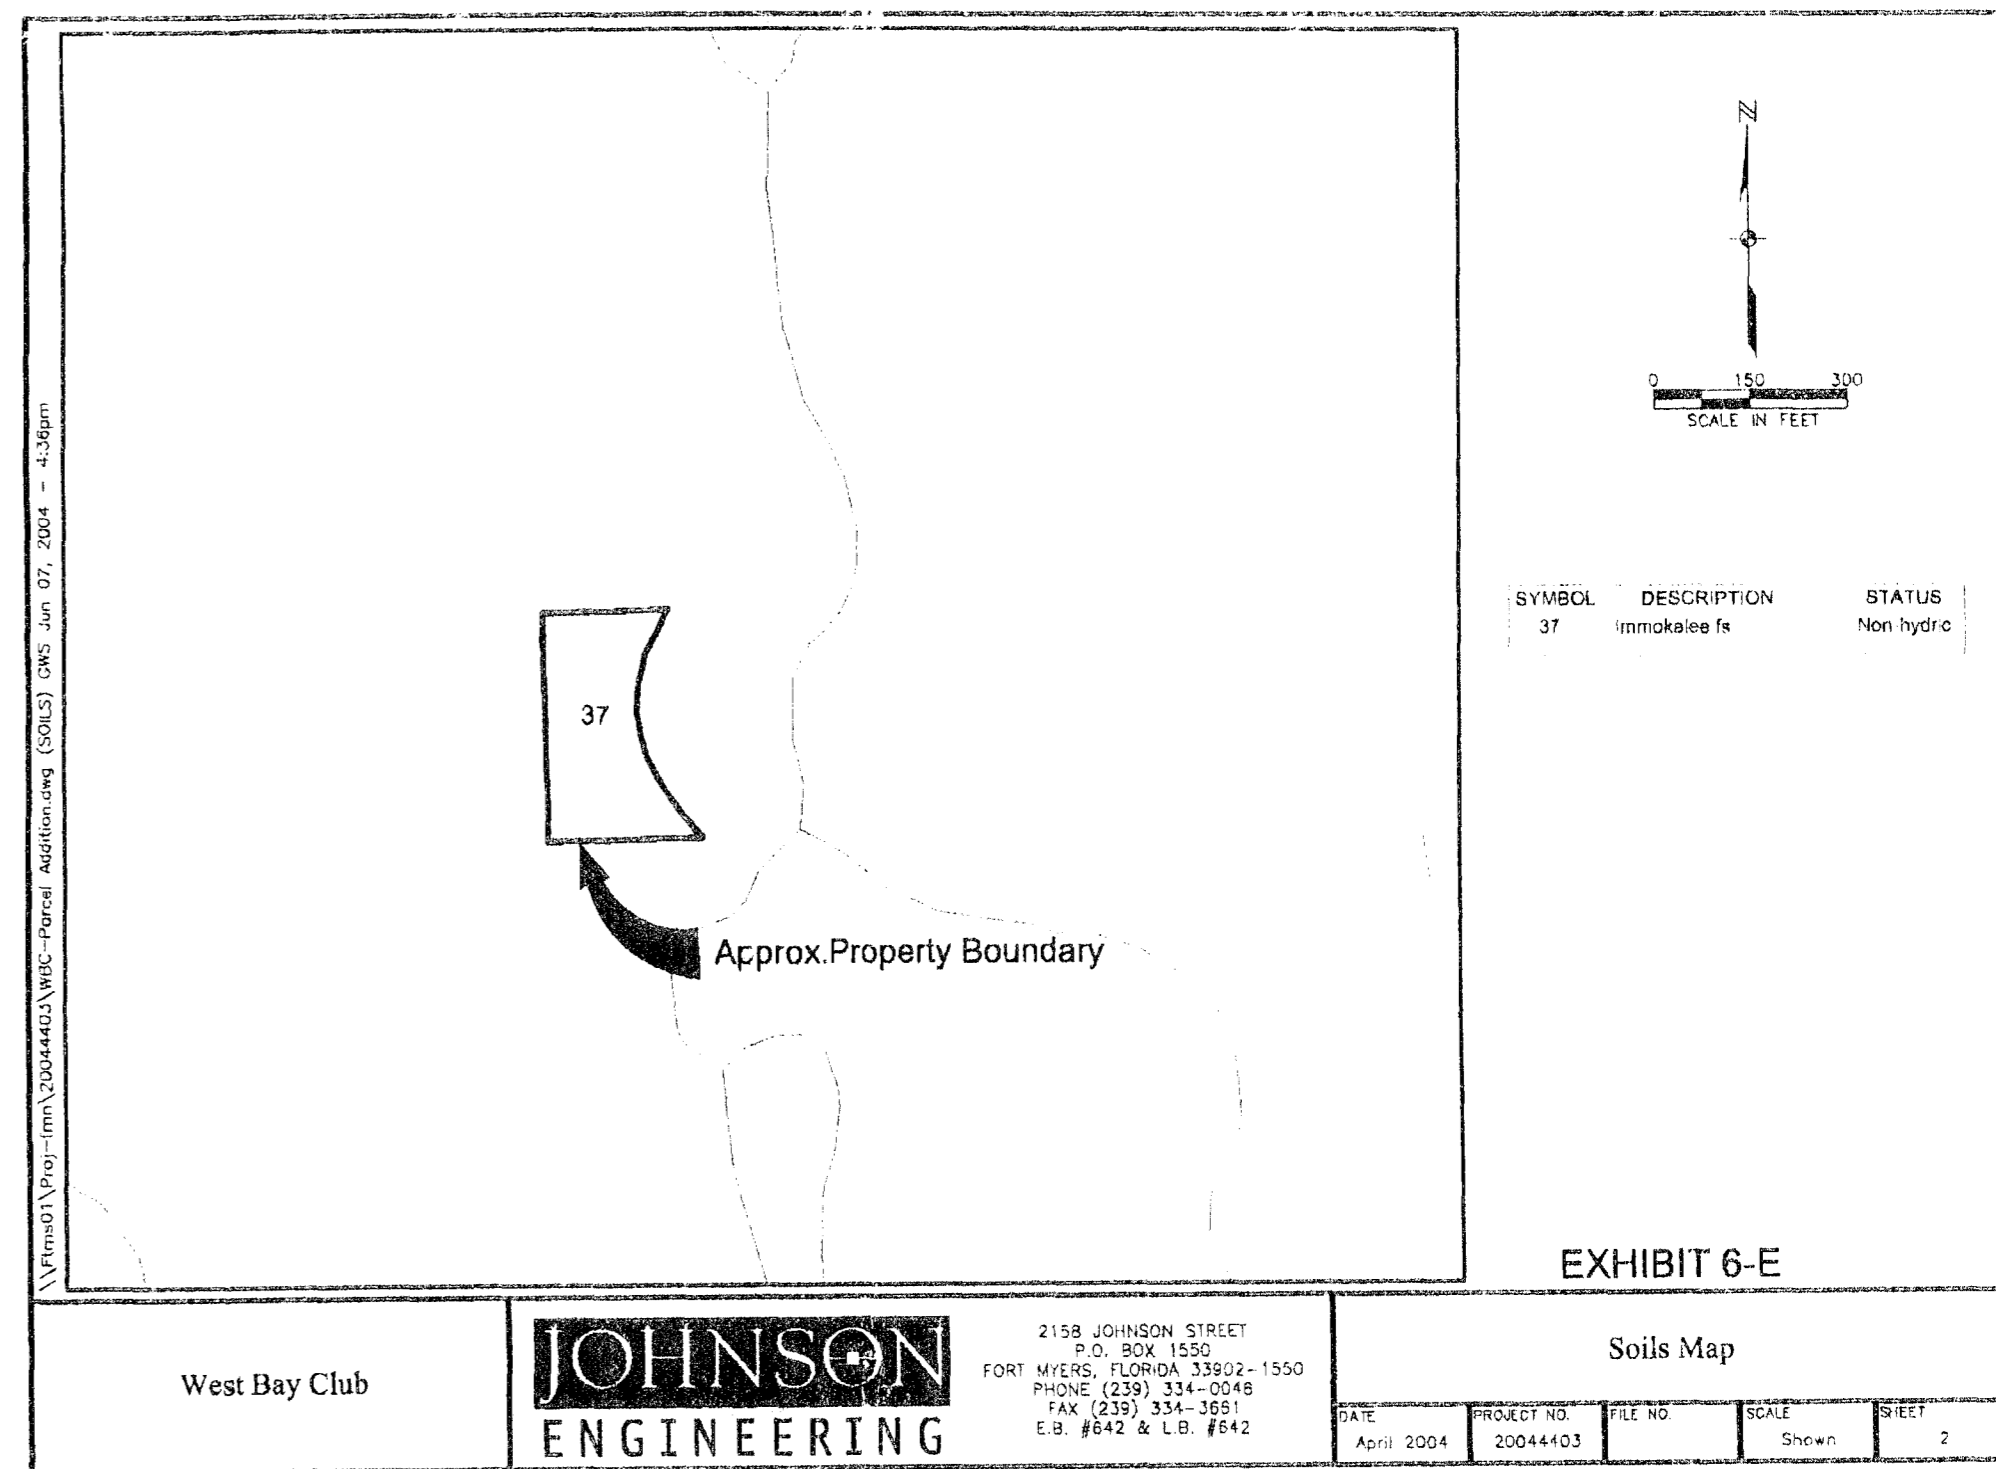 \\Ftms01\Proj-fmn\20044403\WBC-Parcel Addition.dwg (SOILS) GWS Jun 07, 2004 - 4:36pm
N
0 150 300
SCALE IN FEET
SYMBOL DESCRIPTION STATUS
37 Immokalee fs Non-hydric
37
Approx.Property Boundary
EXHIBIT 6-E
West Bay Club
JOHNSON
ENGINEERING
2158 JOHNSON STREET
P.O. BOX 1550
FORT MYERS, FLORIDA 33902-1550
PHONE (239) 334-0046
FAX (239) 334-3661
E.B. #642 & L.B. #642
Soils Map
DATE
April 2004
PROJECT NO.
20044403
FILE NO.
SCALE
Shown
SHEET
2